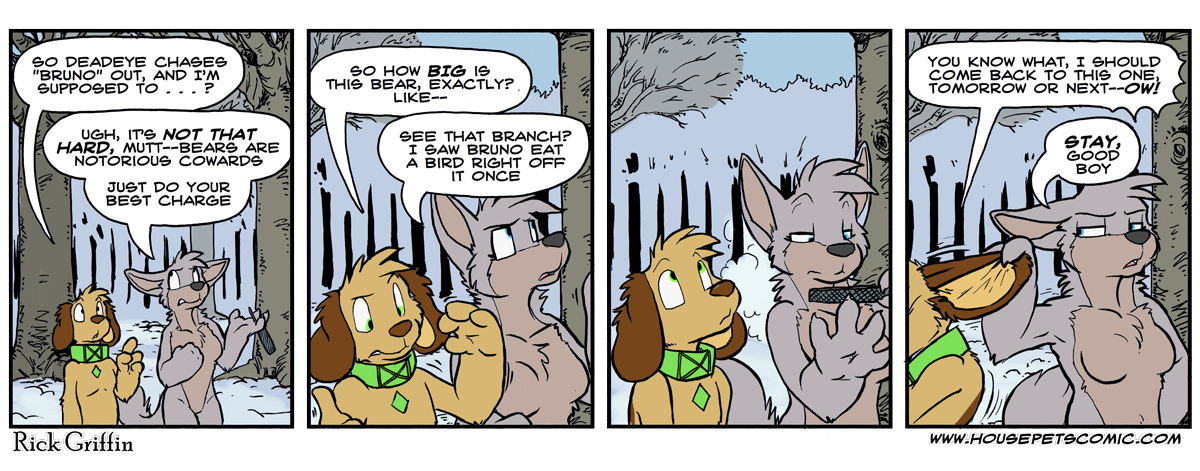 SO DEADEYE CHASES
"BRUNO" OUT, AND I'M
SUPPOSED TO . . . ?
UGH, IT'S NOT THAT
HARD, MUTT--BEARS ARE
NOTORIOUS COWARDS
JUST DO YOUR
BEST CHARGE
SO HOW BIG IS
THIS BEAR, EXACTLY?
LIKE--
SEE THAT BRANCH?
I SAW BRUNO EAT
A BIRD RIGHT OFF
IT ONCE
YOU KNOW WHAT, I SHOULD
COME BACK TO THIS ONE,
TOMORROW OR NEXT--OW!
STAY,
GOOD
BOY
Rick Griffin
WWW.HOUSEPETSCOMIC.COM